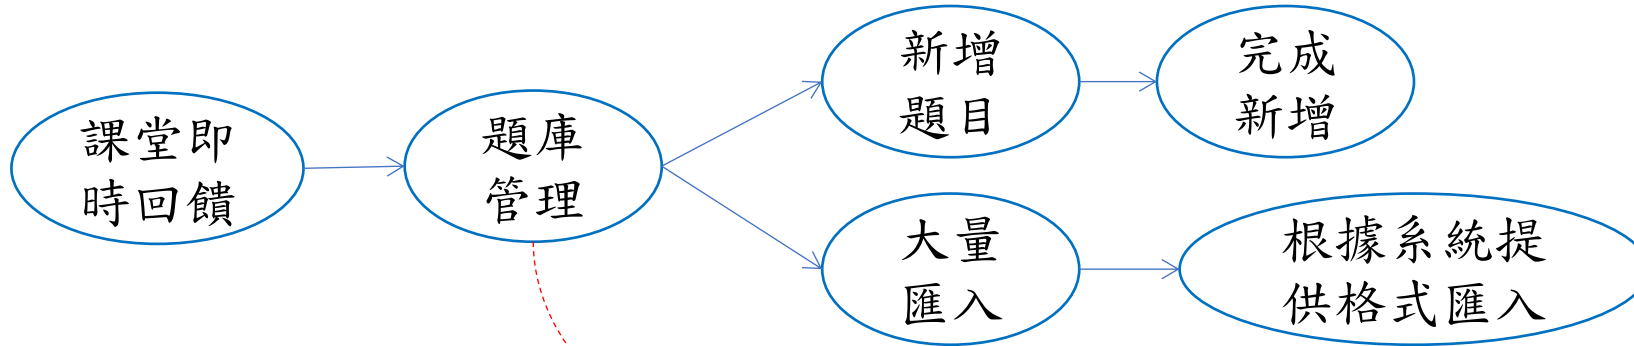 課堂即
時回饋
題庫
管理
新增
題目
完成
新增
大量
匯入
根據系統提
供格式匯入